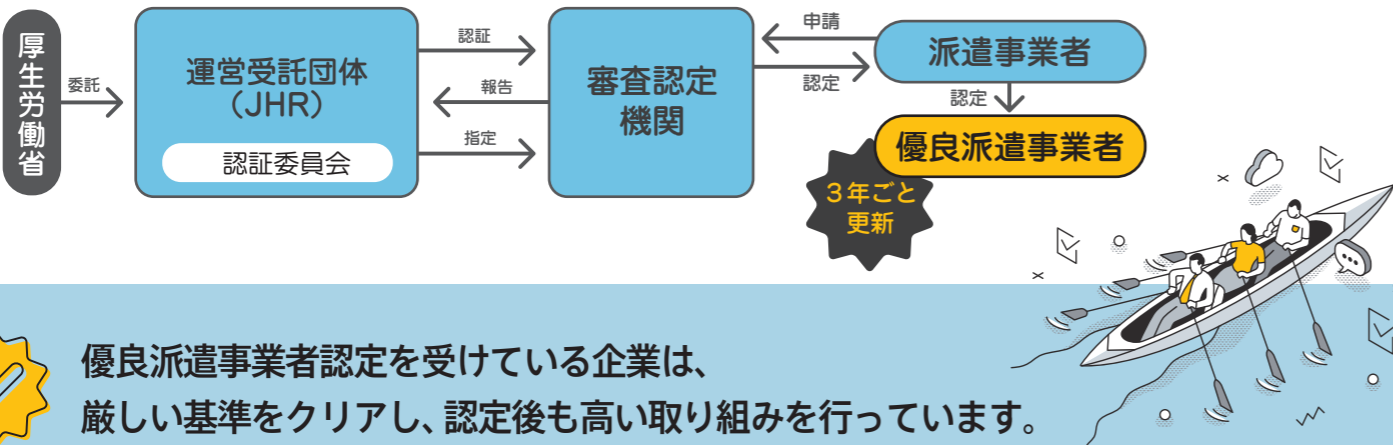 厚生労働省
委託
運営受託団体
（JHR）
認証委員会
認証
報告
指定
審査認定
機関
申請
認定
派遣事業者
認定
優良派遣事業者
３年ごと
更新
優良派遣事業者認定を受けている企業は、
厳しい基準をクリアし、認定後も高い取り組みを行っています。